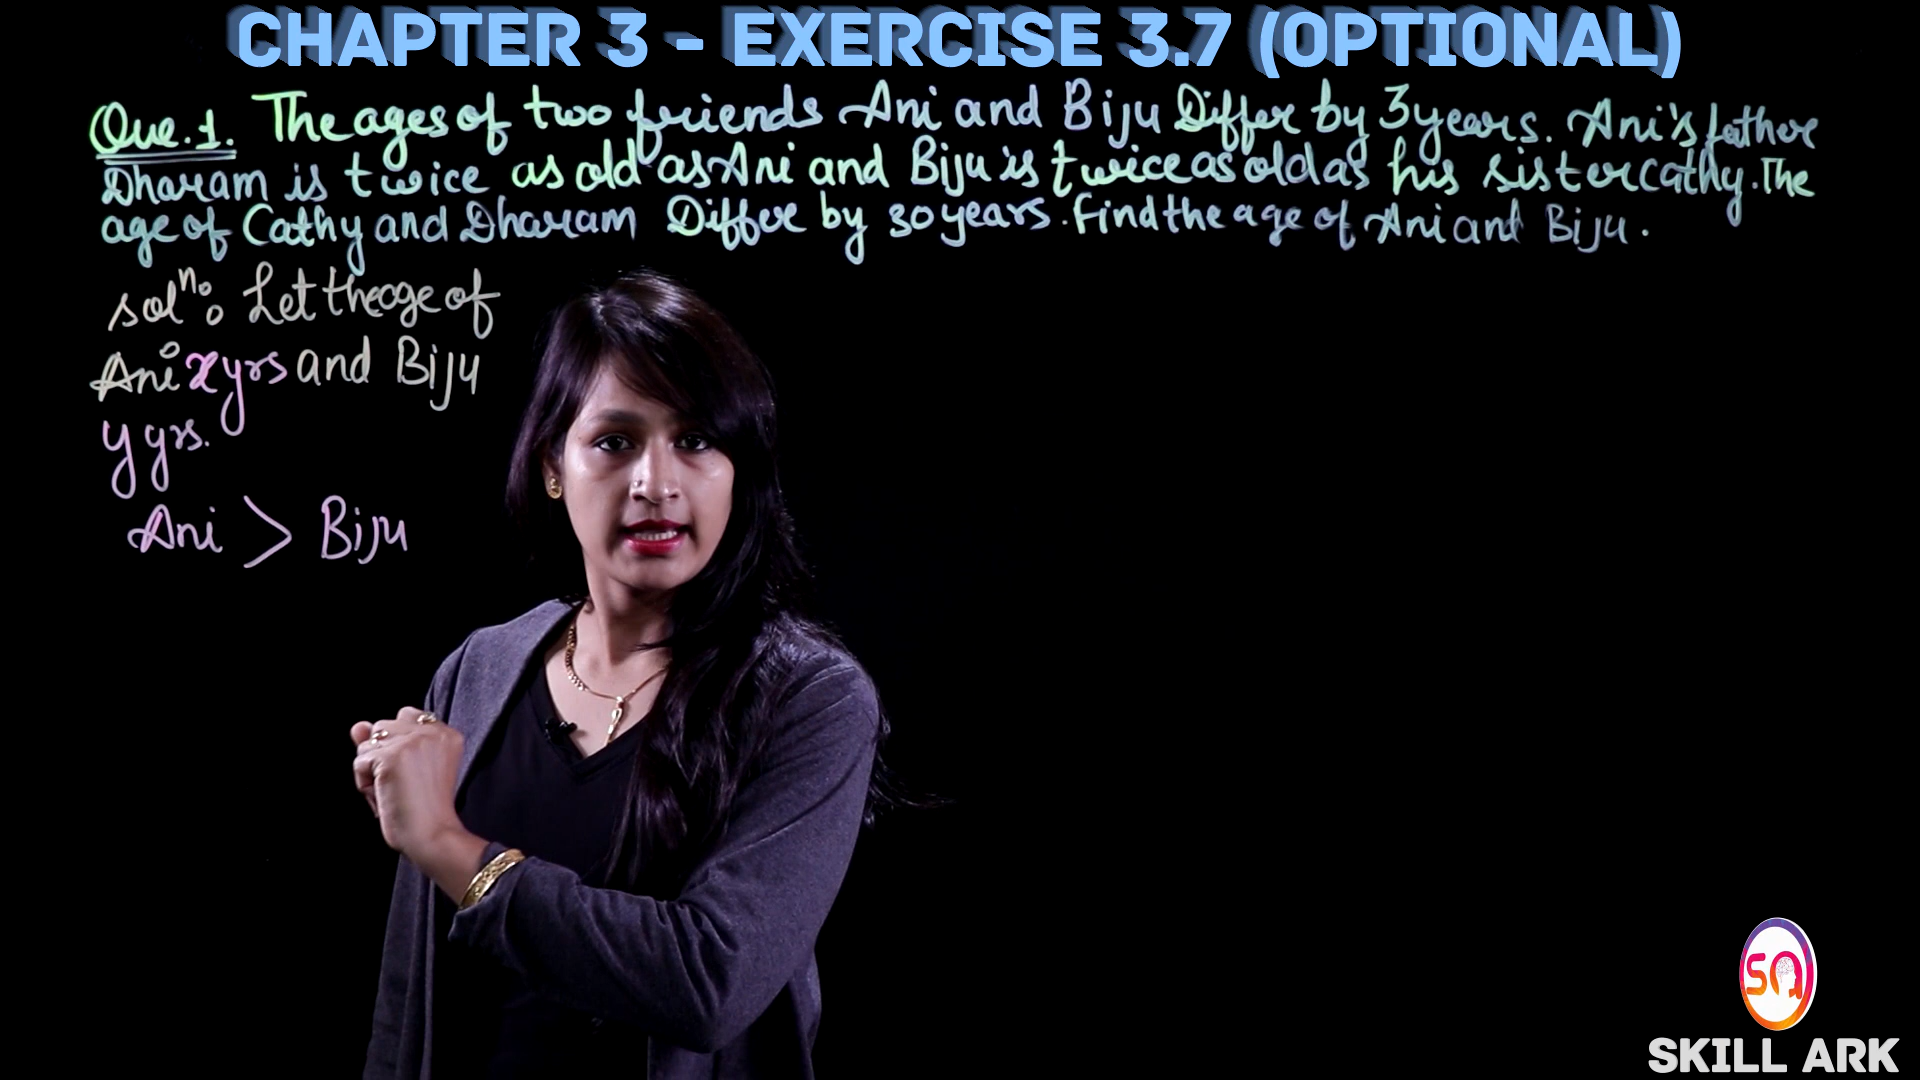 CHAPTER 3 - EXERCISE 3.7 (OPTIONAL)
Que.1. The ages of two friends Ani and Biju Differ by 3 years. Ani's father
Dharam is twice as old as Ani and Biju is twice as old as his sister Cathy. The
age of Cathy and Dharam Differ by 30 years. Find the age of Ani and Biju.
solⁿ: Let the age of
Ani x yrs and Biju
y yrs.
Ani > Biju
SA
SKILL ARK